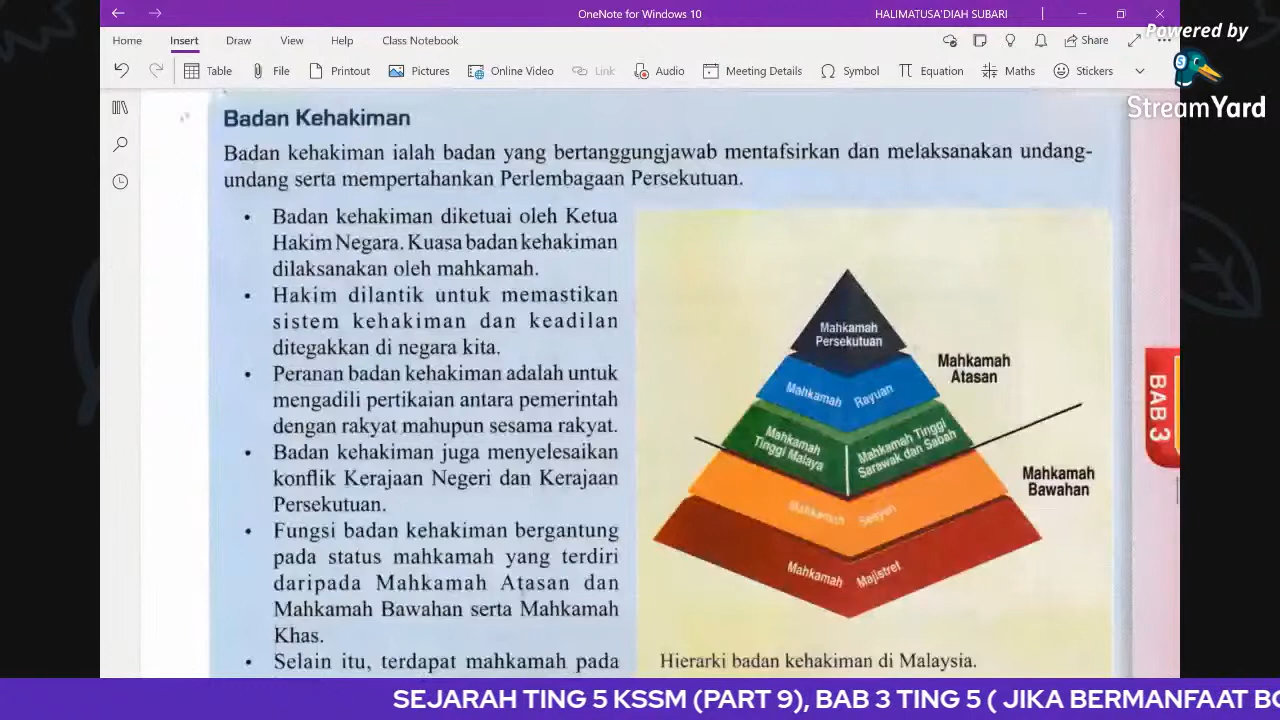 OneNote for Windows 10
HALIMATUSA'DIAH SUBARI
Powered by
StreamYard
Home Insert Draw View Help Class Notebook Share
Table File Printout Pictures Online Video Link Audio Meeting Details Symbol Equation Maths Stickers
Badan Kehakiman
Badan kehakiman ialah badan yang bertanggungjawab mentafsirkan dan melaksanakan undang-
undang serta mempertahankan Perlembagaan Persekutuan.
• Badan kehakiman diketuai oleh Ketua
Hakim Negara. Kuasa badan kehakiman
dilaksanakan oleh mahkamah.
• Hakim dilantik untuk memastikan
sistem kehakiman dan keadilan
ditegakkan di negara kita.
• Peranan badan kehakiman adalah untuk
mengadili pertikaian antara pemerintah
dengan rakyat mahupun sesama rakyat.
• Badan kehakiman juga menyelesaikan
konflik Kerajaan Negeri dan Kerajaan
Persekutuan.
• Fungsi badan kehakiman bergantung
pada status mahkamah yang terdiri
daripada Mahkamah Atasan dan
Mahkamah Bawahan serta Mahkamah
Khas.
• Selain itu, terdapat mahkamah pada
Mahkamah
Persekutuan
Mahkamah Rayuan
Mahkamah
Tinggi Malaya
Mahkamah Tinggi
Sarawak dan Sabah
Mahkamah Sesyen
Mahkamah Majistret
Mahkamah
Atasan
Mahkamah
Bawahan
Hierarki badan kehakiman di Malaysia.
BAB 3
SEJARAH TING 5 KSSM (PART 9), BAB 3 TING 5 ( JIKA BERMANFAAT